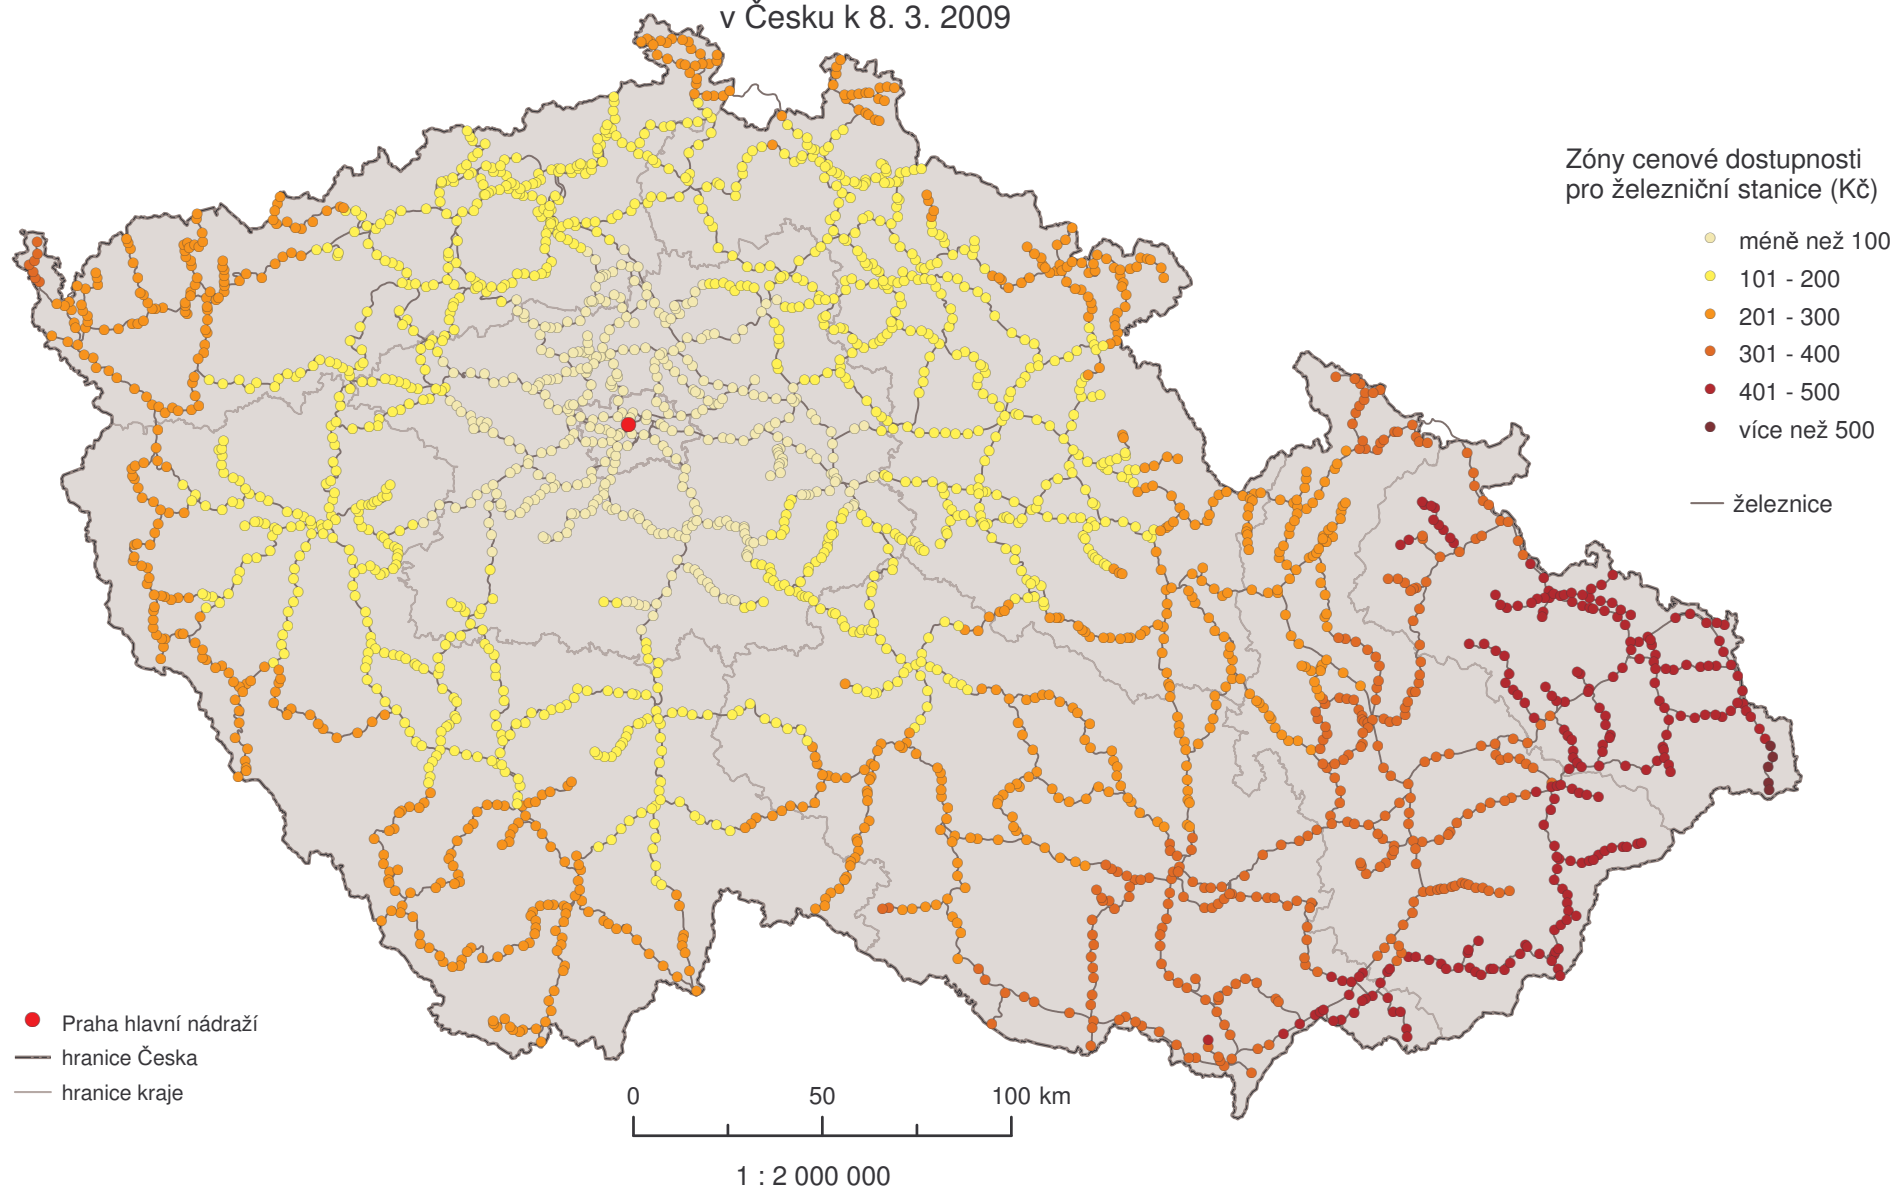 v Česku k 8. 3. 2009
Zóny cenové dostupnosti
pro železniční stanice (Kč)
méně než 100
101 - 200
201 - 300
301 - 400
401 - 500
více než 500
železnice
Praha hlavní nádraží
hranice Česka
hranice kraje
0 50 100 km
1 : 2 000 000